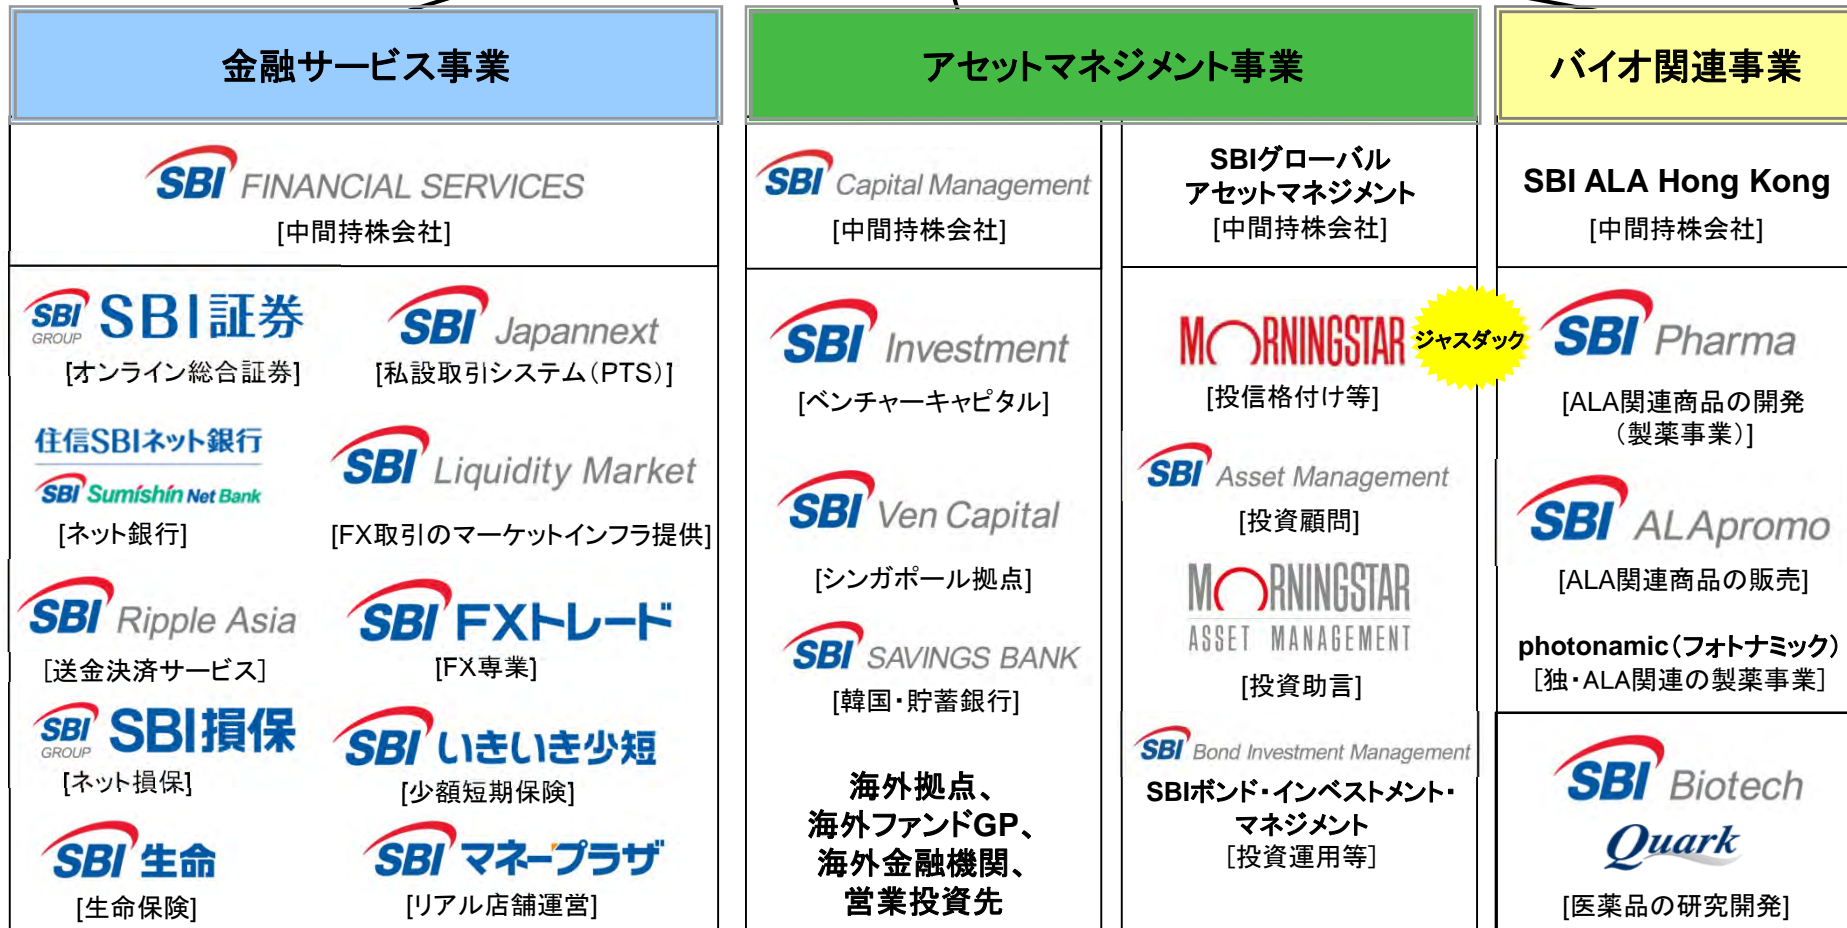 金融サービス事業
SBI FINANCIAL SERVICES
[中間持株会社]
SBI GROUP SBI証券
[オンライン総合証券]
SBI Japannext
[私設取引システム(PTS)]
住信SBIネット銀行
SBI Sumishin Net Bank
[ネット銀行]
SBI Liquidity Market
[FX取引のマーケットインフラ提供]
SBI Ripple Asia
[送金決済サービス]
SBI FXトレード
[FX専業]
SBI GROUP SBI損保
[ネット損保]
SBI いきいき少短
[少額短期保険]
SBI 生命
[生命保険]
SBI マネープラザ
[リアル店舗運営]
アセットマネジメント事業
SBI Capital Management
[中間持株会社]
SBI Investment
[ベンチャーキャピタル]
SBI Ven Capital
[シンガポール拠点]
SBI SAVINGS BANK
[韓国・貯蓄銀行]
海外拠点、
海外ファンドGP、
海外金融機関、
営業投資先
SBIグローバル
アセットマネジメント
[中間持株会社]
MORNINGSTAR
ジャスダック
[投信格付け等]
SBI Asset Management
[投資顧問]
MORNINGSTAR
ASSET MANAGEMENT
[投資助言]
SBI Bond Investment Management
SBIボンド・インベストメント・
マネジメント
[投資運用等]
バイオ関連事業
SBI ALA Hong Kong
[中間持株会社]
SBI Pharma
[ALA関連商品の開発
(製薬事業)]
SBI ALApromo
[ALA関連商品の販売]
photonamic(フォトナミック)
[独・ALA関連の製薬事業]
SBI Biotech
Quark
[医薬品の研究開発]